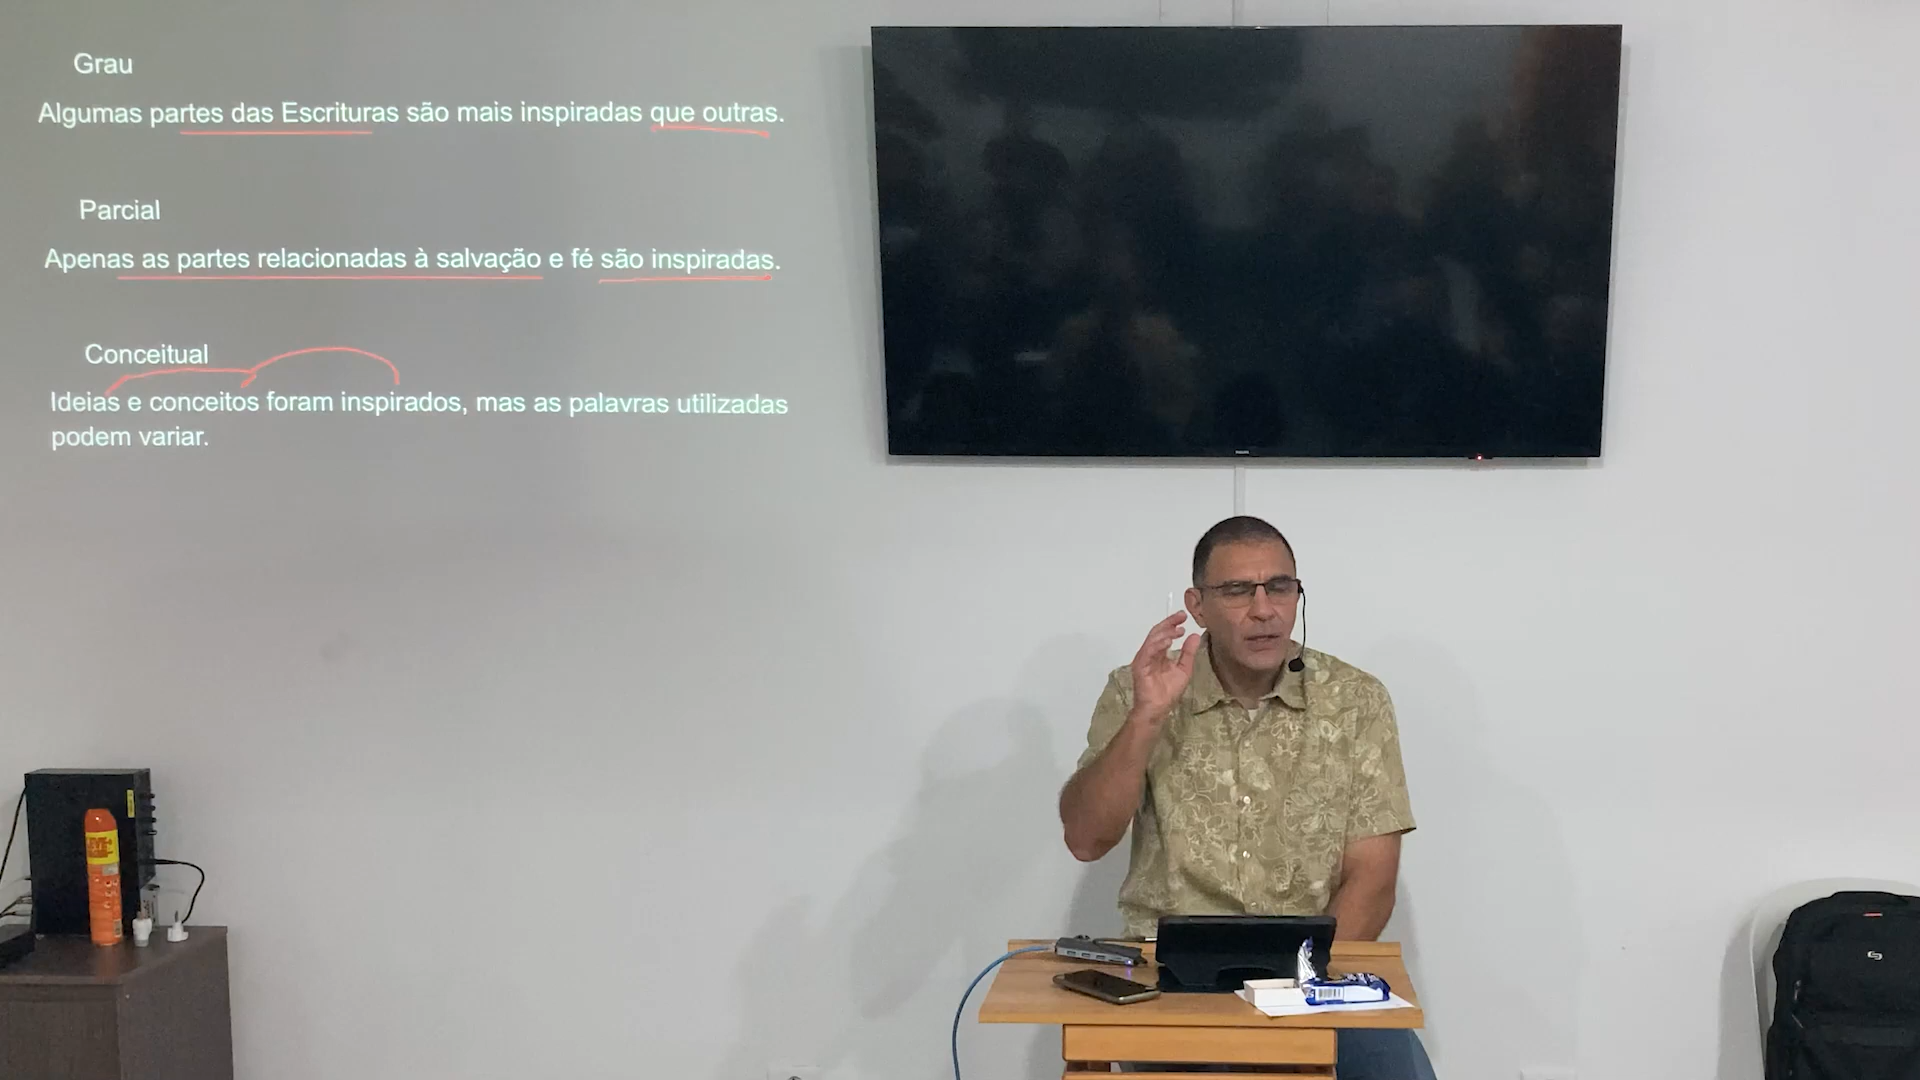 Grau
Algumas partes das Escrituras são mais inspiradas que outras.
Parcial
Apenas as partes relacionadas à salvação e fé são inspiradas.
Conceitual
Ideias e conceitos foram inspirados, mas as palavras utilizadas
podem variar.